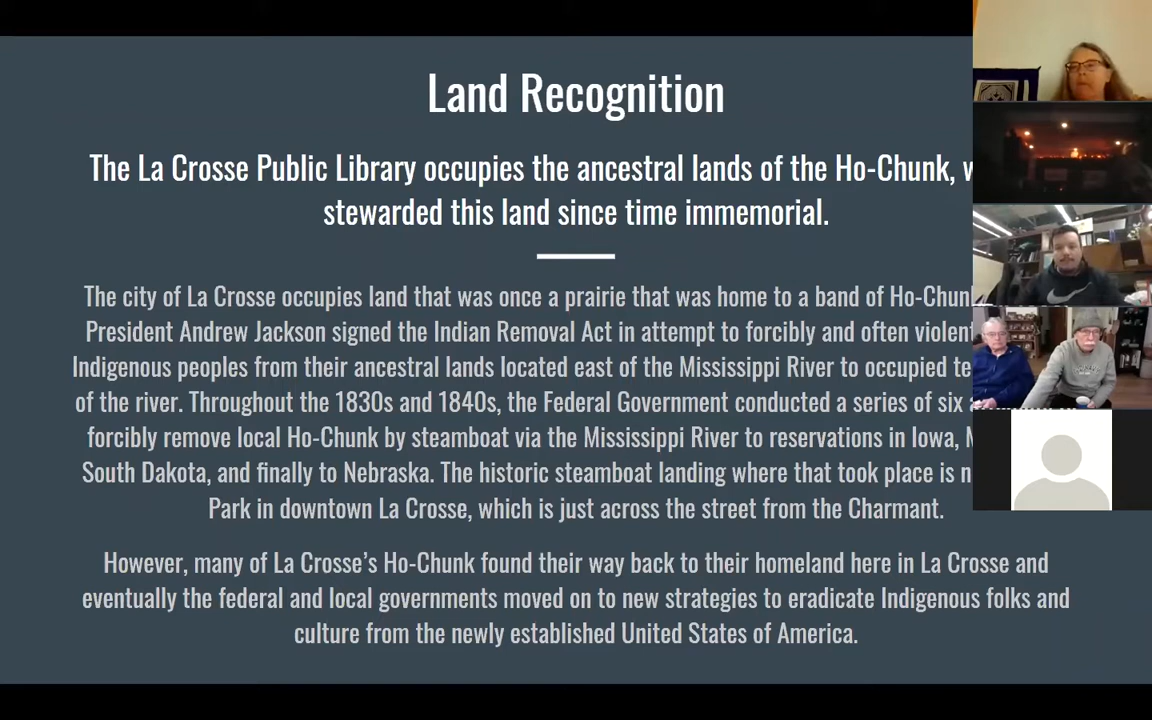 Land Recognition
The La Crosse Public Library occupies the ancestral lands of the Ho-Chunk,
stewarded this land since time immemorial.
The city of La Crosse occupies land that was once a prairie that was home to a band of
President Andrew Jackson signed the Indian Removal Act in attempt to forcibly and often
Indigenous peoples from their ancestral lands located east of the Mississippi River to occupied
of the river. Throughout the 1830s and 1840s, the Federal Government conducted a series of six
forcibly remove local Ho-Chunk by steamboat via the Mississippi River to reservations in Iowa,
South Dakota, and finally to Nebraska. The historic steamboat landing where that took place is
Park in downtown La Crosse, which is just across the street from the Charmant.
However, many of La Crosse’s Ho-Chunk found their way back to their homeland here in La Crosse and
eventually the federal and local governments moved on to new strategies to eradicate Indigenous folks and
culture from the newly established United States of America.